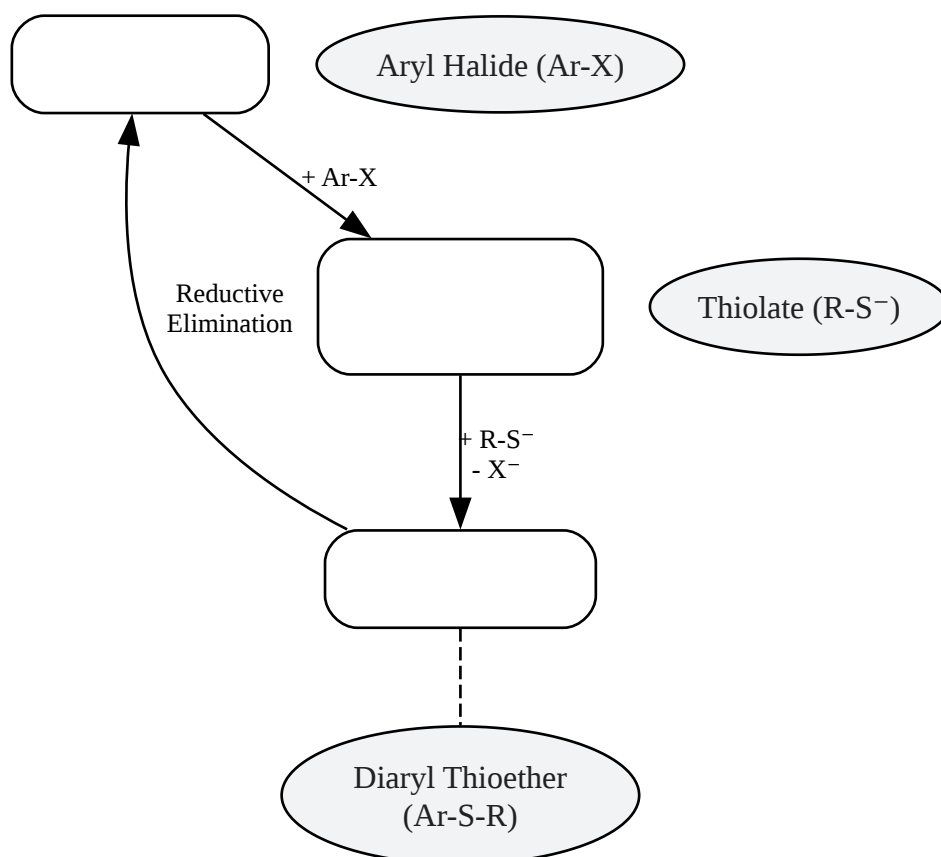 Aryl Halide (Ar-X)
+ Ar-X
Reductive
Elimination
Thiolate (R-S⁻)
+ R-S⁻
- X⁻
Diaryl Thioether
(Ar-S-R)